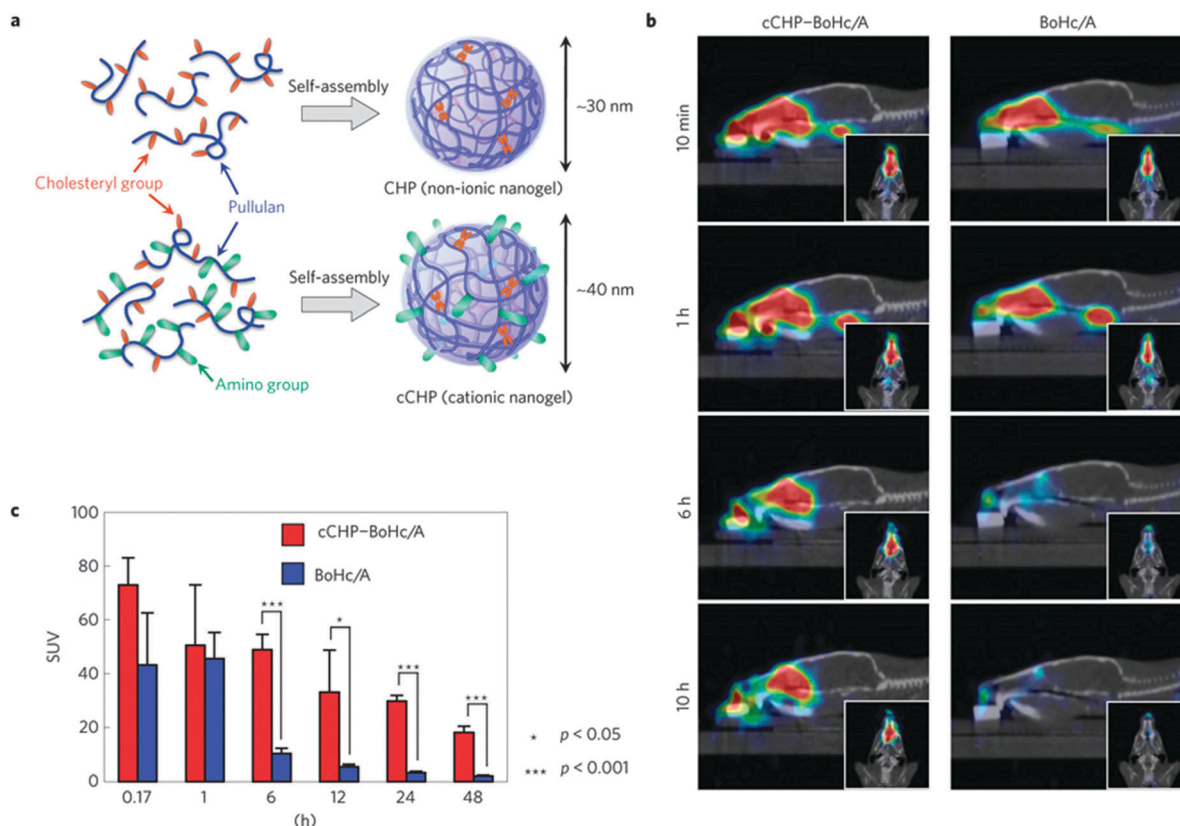 a
Self-assembly
~30 nm
Cholesteryl group
Pullulan
CHP (non-ionic nanogel)
Self-assembly
~40 nm
Amino group
cCHP (cationic nanogel)
b
cCHP–BoHc/A
BoHc/A
10 min
1 h
6 h
10 h
c
100
80
60
40
20
0
SUV
cCHP–BoHc/A
BoHc/A
***
*
***
***
* p < 0.05
*** p < 0.001
0.17 1 6 12 24 48
(h)